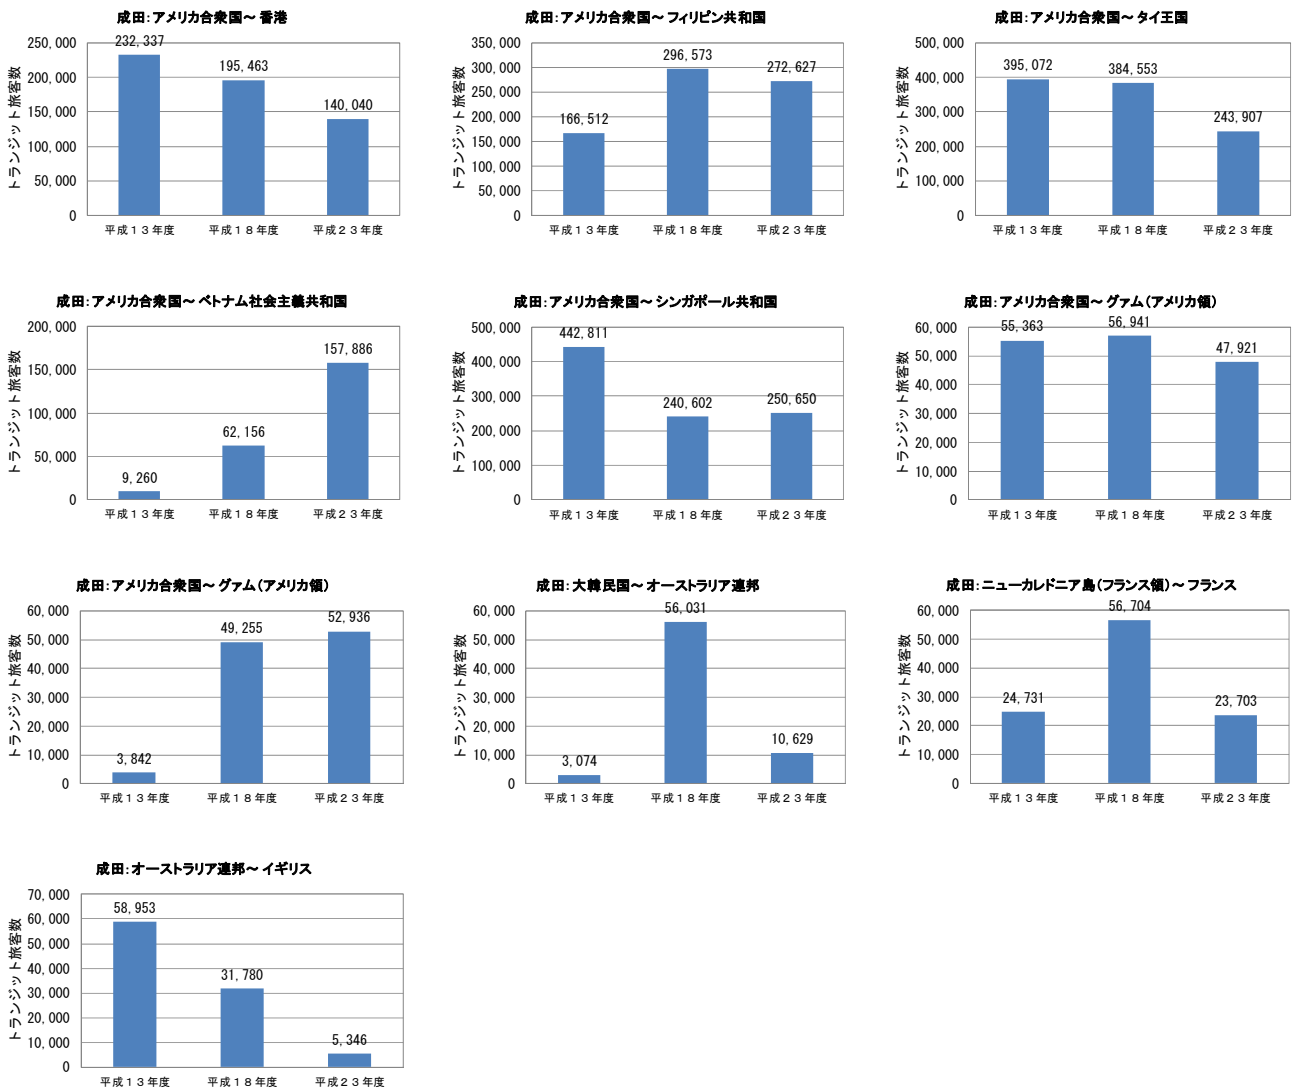 成田：アメリカ合衆国～ 香港
トランジット旅客数
250,000
200,000
150,000
100,000
50,000
0
232,337
195,463
140,040
平成１３年度
平成１８年度
平成２３年度
成田：アメリカ合衆国～ フィリピン共和国
トランジット旅客数
350,000
300,000
250,000
200,000
150,000
100,000
50,000
0
166,512
296,573
272,627
平成１３年度
平成１８年度
平成２３年度
成田：アメリカ合衆国～ タイ王国
トランジット旅客数
500,000
400,000
300,000
200,000
100,000
0
395,072
384,553
243,907
平成１３年度
平成１８年度
平成２３年度
成田：アメリカ合衆国～ ベトナム社会主義共和国
トランジット旅客数
200,000
150,000
100,000
50,000
0
9,260
62,156
157,886
平成１３年度
平成１８年度
平成２３年度
成田：アメリカ合衆国～ シンガポール共和国
トランジット旅客数
500,000
400,000
300,000
200,000
100,000
0
442,811
240,602
250,650
平成１３年度
平成１８年度
平成２３年度
成田：アメリカ合衆国～ グァム（アメリカ領）
トランジット旅客数
60,000
50,000
40,000
30,000
20,000
10,000
0
55,363
56,941
47,921
平成１３年度
平成１８年度
平成２３年度
成田：アメリカ合衆国～ グァム（アメリカ領）
トランジット旅客数
60,000
50,000
40,000
30,000
20,000
10,000
0
3,842
49,255
52,936
平成１３年度
平成１８年度
平成２３年度
成田：大韓民国～ オーストラリア連邦
トランジット旅客数
60,000
50,000
40,000
30,000
20,000
10,000
0
3,074
56,031
10,629
平成１３年度
平成１８年度
平成２３年度
成田：ニューカレドニア島（フランス領）～ フランス
トランジット旅客数
60,000
50,000
40,000
30,000
20,000
10,000
0
24,731
56,704
23,703
平成１３年度
平成１８年度
平成２３年度
成田：オーストラリア連邦～ イギリス
トランジット旅客数
70,000
60,000
50,000
40,000
30,000
20,000
10,000
0
58,953
31,780
5,346
平成１３年度
平成１８年度
平成２３年度